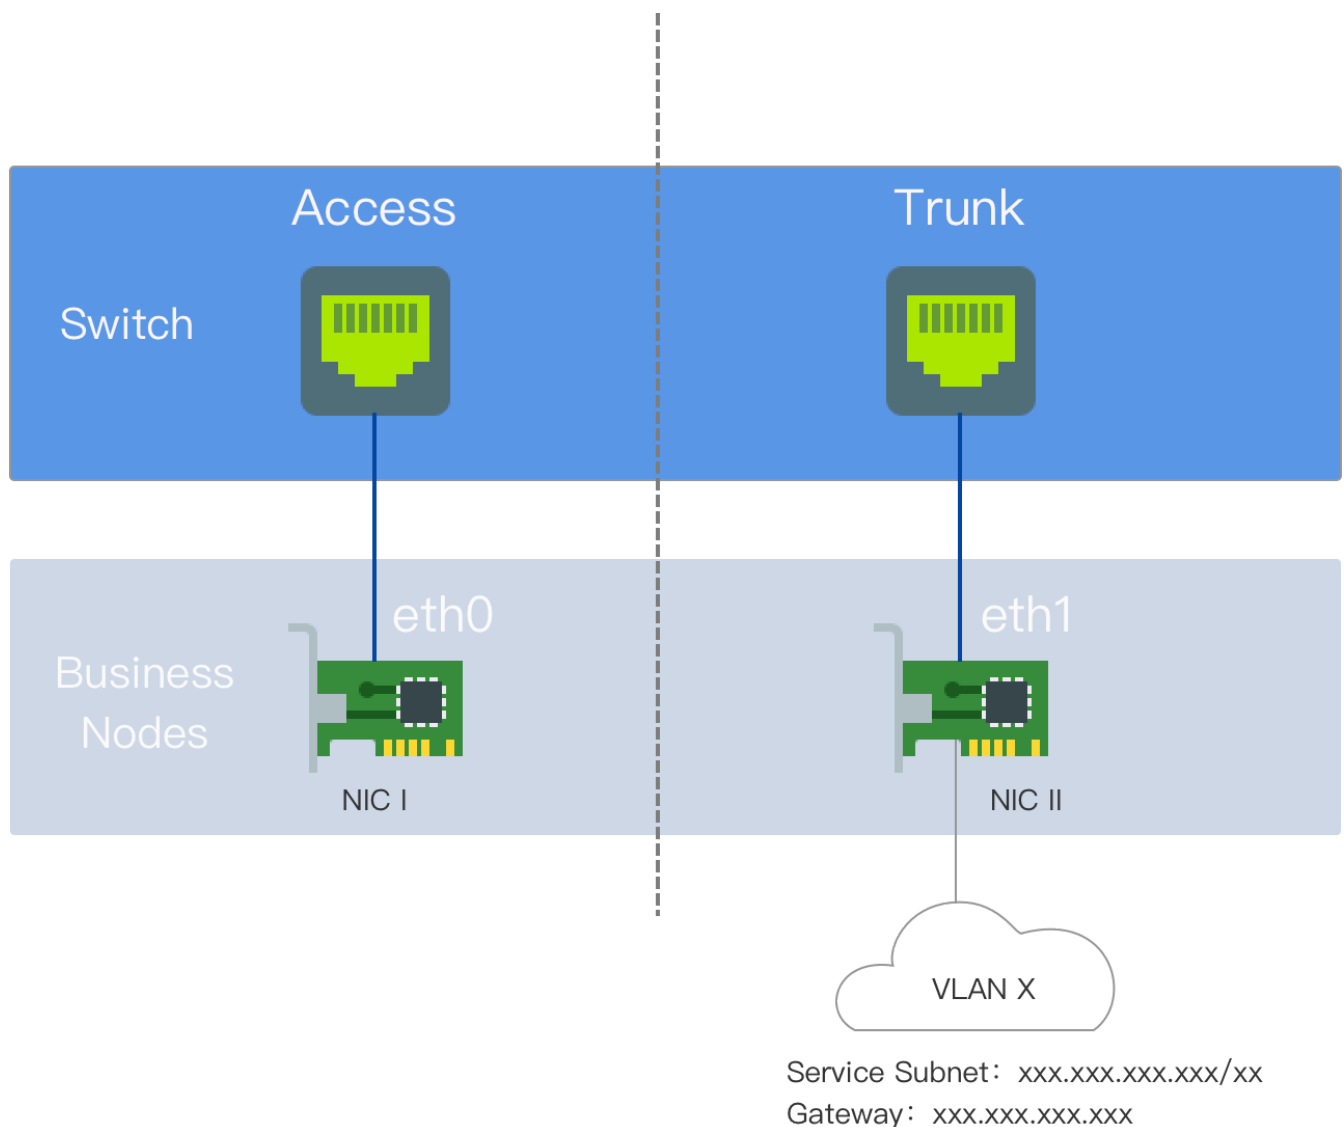 Access
Trunk
Switch
eth0
eth1
Business
Nodes
NIC I
NIC II
VLAN X
Service Subnet：xxx.xxx.xxx.xxx/xx
Gateway：xxx.xxx.xxx.xxx